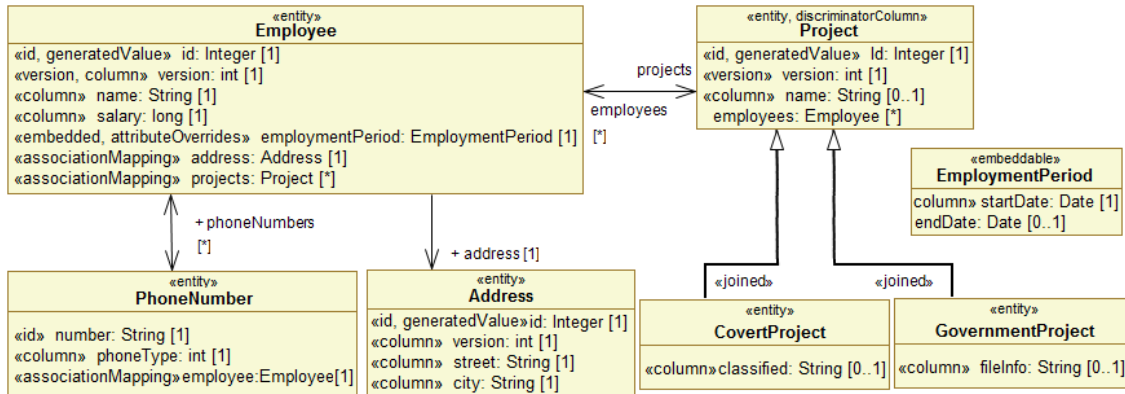 «entity»
Employee
«id, generatedValue» id: Integer [1]
«version, column» version: int [1]
«column» name: String [1]
«column» salary: long [1]
«embedded, attributeOverrides» employmentPeriod: EmploymentPeriod [1]
«associationMapping» address: Address [1]
«associationMapping» projects: Project [*]
projects
employees
[*]
«entity, discriminatorColumn»
Project
«id, generatedValue» Id: Integer [1]
«version» version: int [1]
«column» name: String [0..1]
employees: Employee [*]
«embeddable»
EmploymentPeriod
column» startDate: Date [1]
endDate: Date [0..1]
+ phoneNumbers
[*]
+ address [1]
«joined»
«joined»
«entity»
PhoneNumber
«id» number: String [1]
«column» phoneType: int [1]
«associationMapping»employee:Employee[1]
«entity»
Address
«id, generatedValue»id: Integer [1]
«column» version: int [1]
«column» street: String [1]
«column» city: String [1]
«entity»
CovertProject
«column»classified: String [0..1]
«entity»
GovernmentProject
«column» fileInfo: String [0..1]